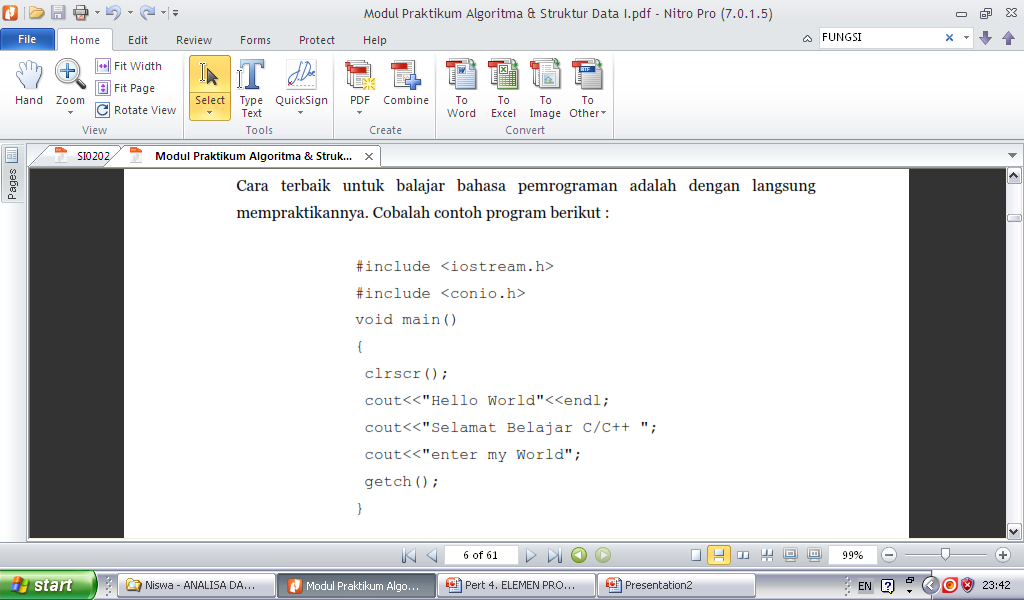 Modul Praktikum Algoritma & Struktur Data I.pdf - Nitro Pro (7.0.1.5)
File Home Edit Review Forms Protect Help FUNGSI
Hand Zoom Fit Width Fit Page Rotate View View
Select Type Text QuickSign Tools
PDF Combine Create
To Word To Excel To Image To Other Convert
SI0202 Modul Praktikum Algoritma & Struk...
Pages
Cara terbaik untuk balajar bahasa pemrograman adalah dengan langsung
mempraktikannya. Cobalah contoh program berikut :
#include <iostream.h>
#include <conio.h>
void main()
{
clrscr();
cout<<"Hello World"<<endl;
cout<<"Selamat Belajar C/C++ ";
cout<<"enter my World";
getch();
}
6 of 61 99%
start Niswa - ANALISA DA... Modul Praktikum Algo... Pert 4. ELEMEN PRO... Presentation2 EN 23:42